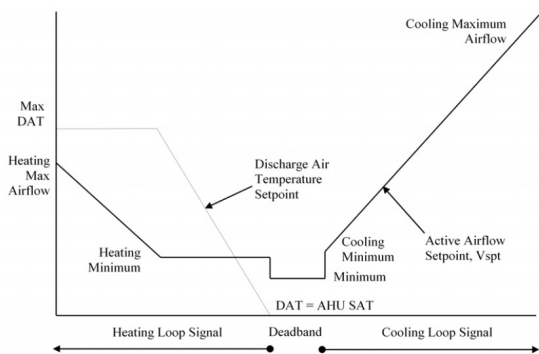 Cooling Maximum
Airflow
Max
DAT
Heating
Max
Airflow
Discharge Air
Temperature
Setpoint
Heating
Minimum
Cooling
Minimum
Active Airflow
Setpoint, Vspt
Minimum
DAT = AHU SAT
Heating Loop Signal
Deadband
Cooling Loop Signal